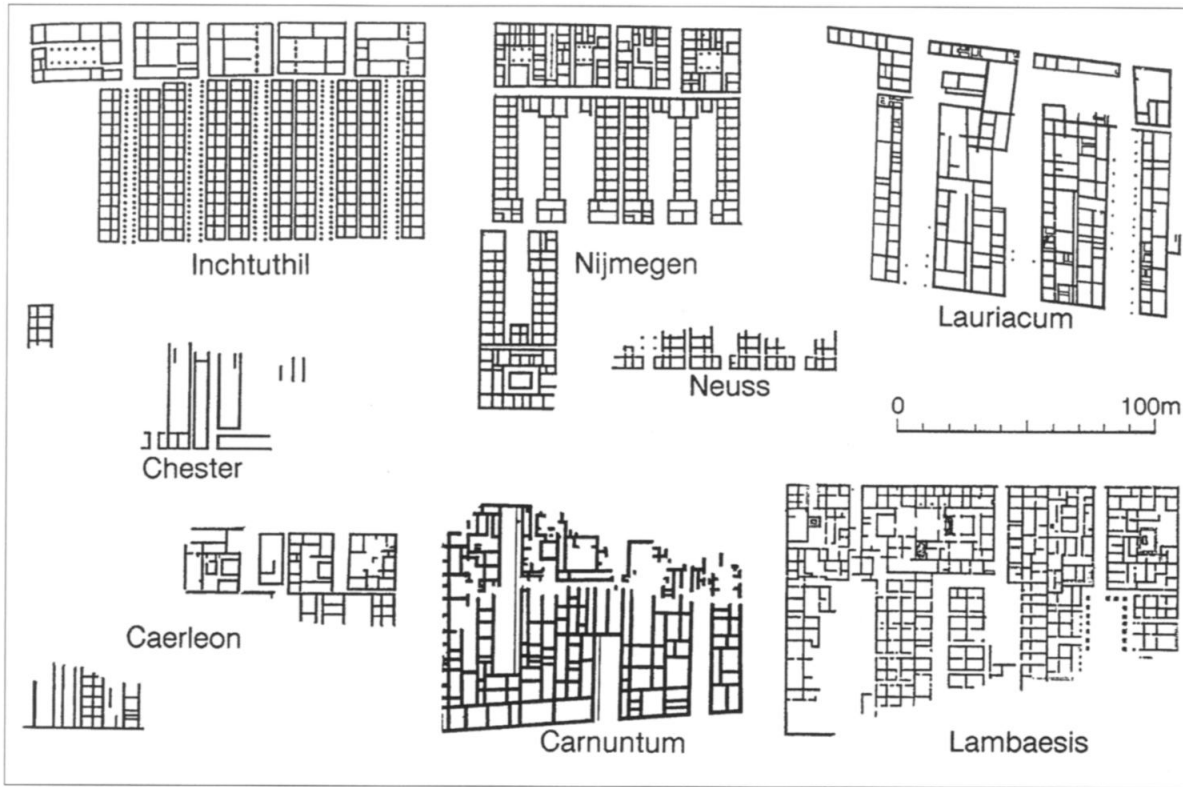 Inchtuthil
Nijmegen
Lauriacum
Neuss
0 100m
Chester
Caerleon
Carnuntum
Lambaesis